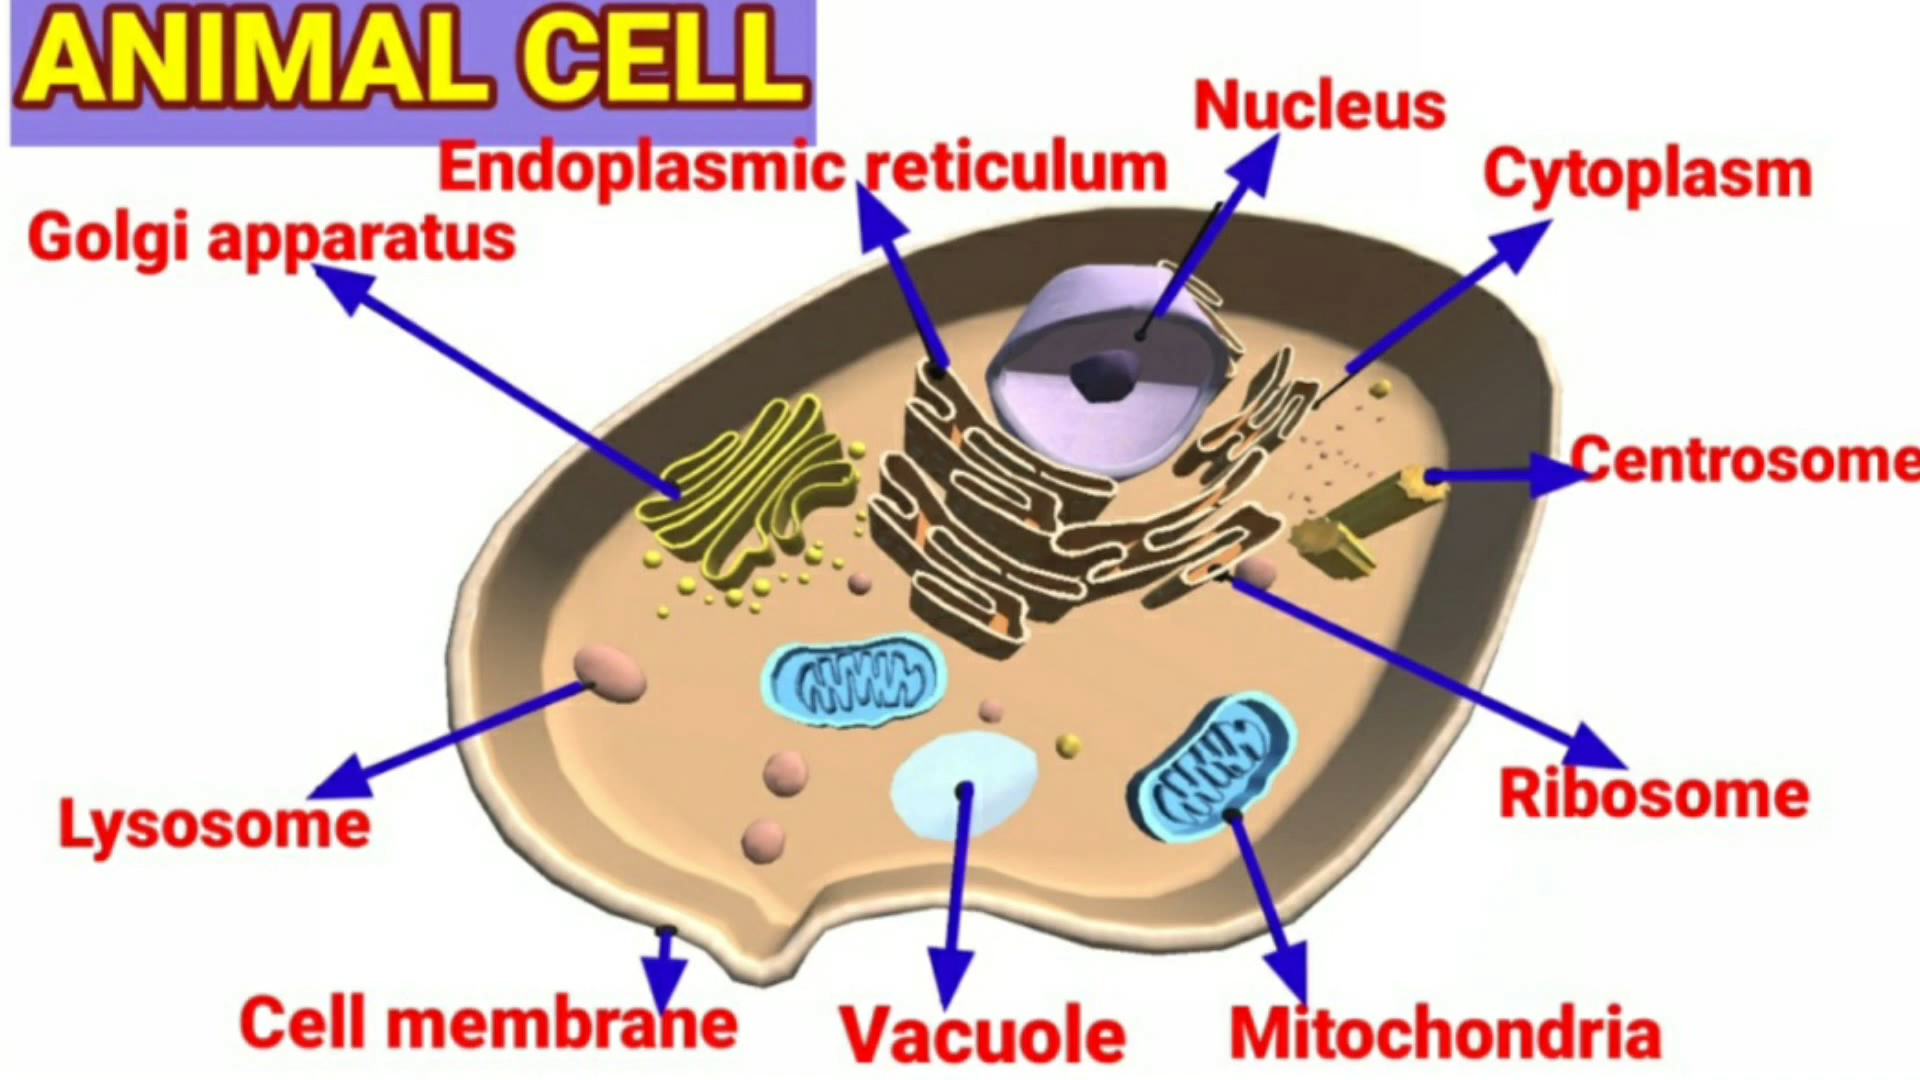 ANIMAL CELL
Nucleus
Endoplasmic reticulum
Cytoplasm
Golgi apparatus
Centrosome
Lysosome
Ribosome
Cell membrane
Vacuole
Mitochondria